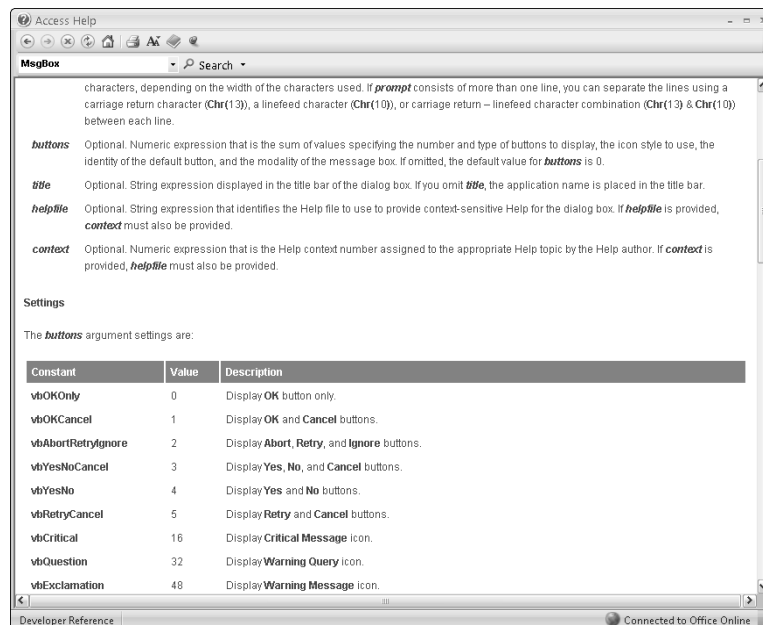 Access Help
MsgBox
Search
characters, depending on the width of the characters used. If prompt consists of more than one line, you can separate the lines using a
carriage return character (Chr(13)), a linefeed character (Chr(10)), or carriage return – linefeed character combination (Chr(13) & Chr(10))
between each line.
buttons Optional. Numeric expression that is the sum of values specifying the number and type of buttons to display, the icon style to use, the
identity of the default button, and the modality of the message box. If omitted, the default value for buttons is 0.
title Optional. String expression displayed in the title bar of the dialog box. If you omit title, the application name is placed in the title bar.
helpfile Optional. String expression that identifies the Help file to use to provide context-sensitive Help for the dialog box. If helpfile is provided,
context must also be provided.
context Optional. Numeric expression that is the Help context number assigned to the appropriate Help topic by the Help author. If context is
provided, helpfile must also be provided.
Settings
The buttons argument settings are:
Constant Value Description
vbOKOnly 0 Display OK button only.
vbOKCancel 1 Display OK and Cancel buttons.
vbAbortRetryIgnore 2 Display Abort, Retry, and Ignore buttons.
vbYesNoCancel 3 Display Yes, No, and Cancel buttons.
vbYesNo 4 Display Yes and No buttons.
vbRetryCancel 5 Display Retry and Cancel buttons.
vbCritical 16 Display Critical Message icon.
vbQuestion 32 Display Warning Query icon.
vbExclamation 48 Display Warning Message icon.
Developer Reference Connected to Office Online